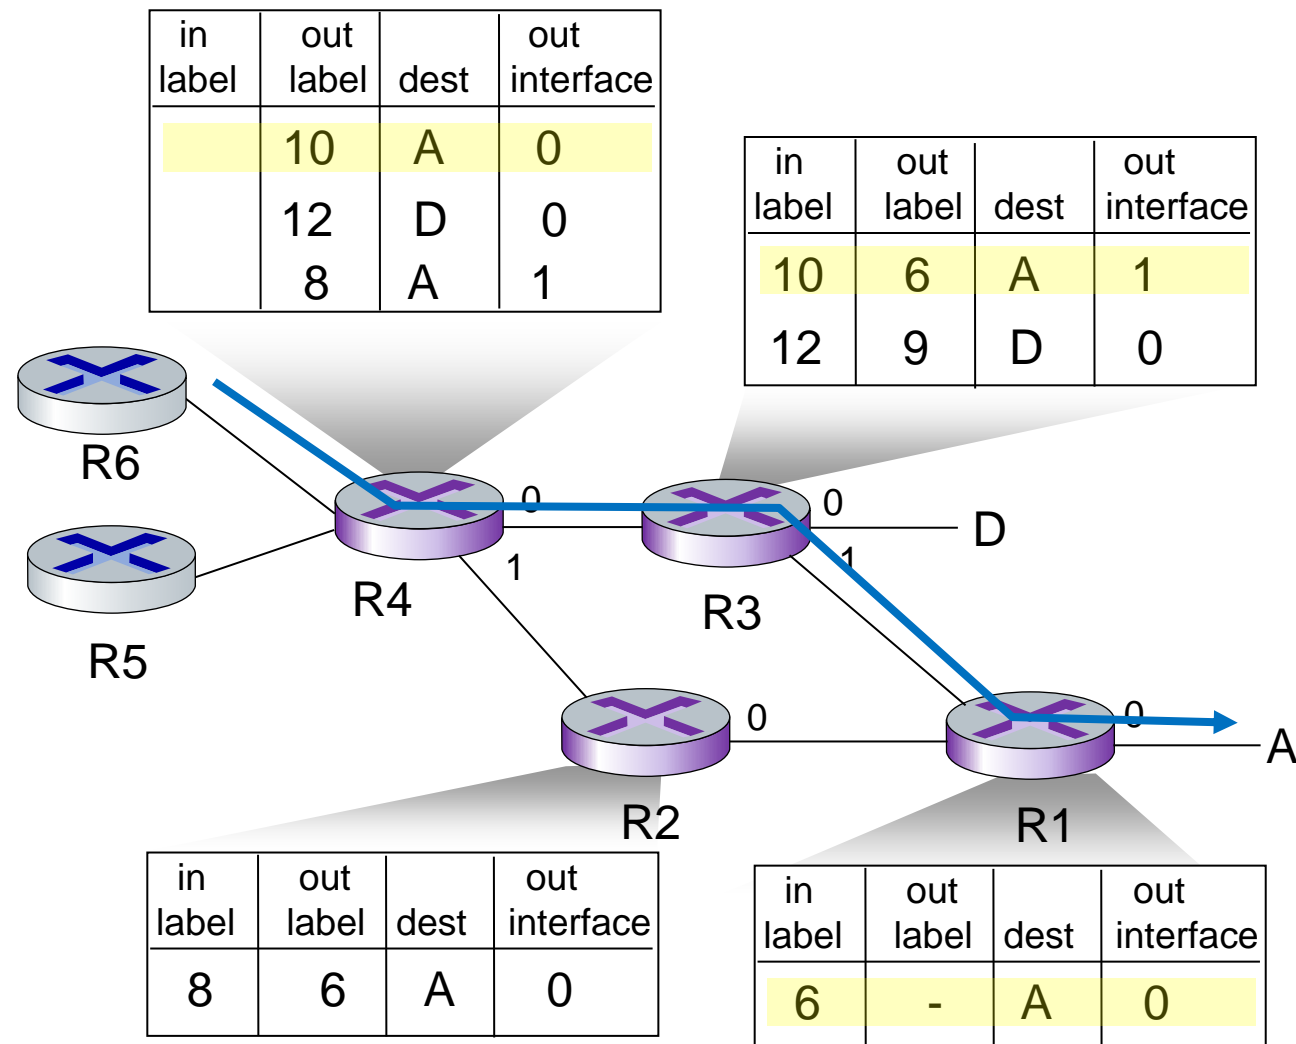 in out out
label label dest interface
10 A 0
12 D 0
8 A 1
in out out
label label dest interface
10 6 A 1
12 9 D 0
R6
0
0
D
1
1
R4
R3
R5
0
0
A
R2
R1
in out out
label label dest interface
8 6 A 0
in out out
label label dest interface
6 - A 0